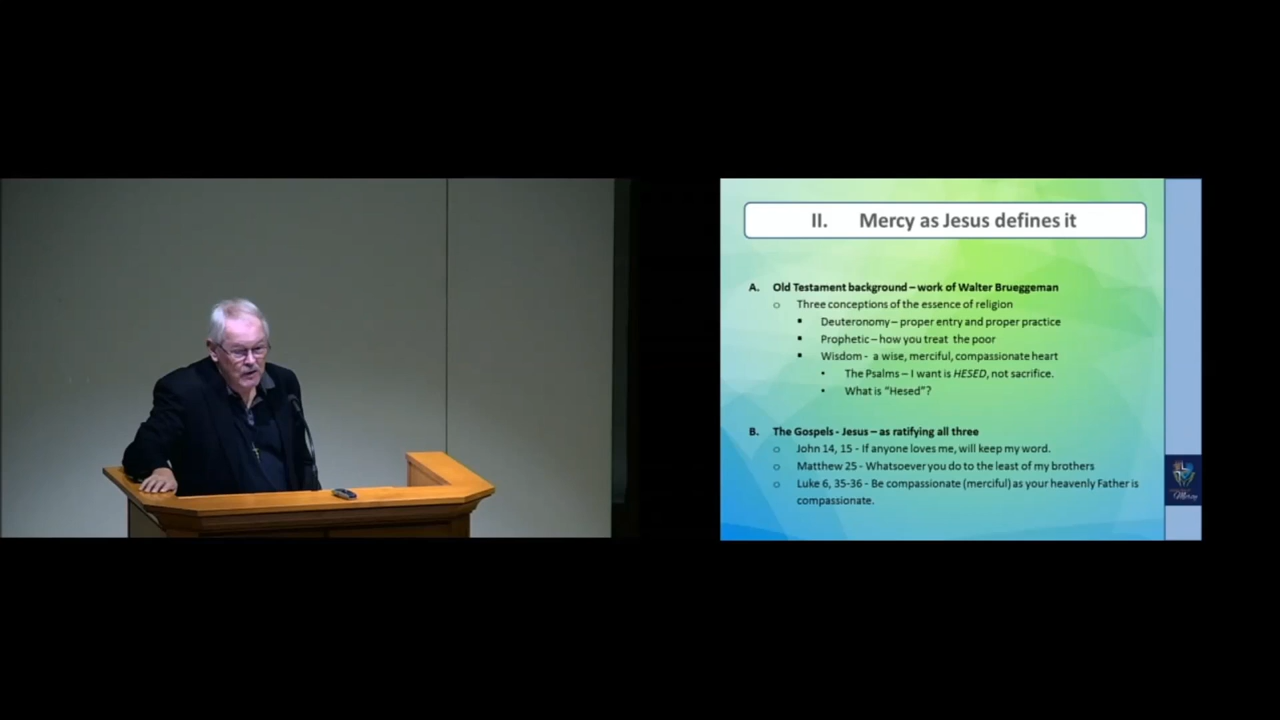 II. Mercy as Jesus defines it
A. Old Testament background – work of Walter Brueggeman
o Three conceptions of the essence of religion
▪ Deuteronomy – proper entry and proper practice
▪ Prophetic – how you treat the poor
▪ Wisdom - a wise, merciful, compassionate heart
• The Psalms – I want is HESED, not sacrifice.
• What is "Hesed"?
B. The Gospels - Jesus – as ratifying all three
o John 14, 15 - If anyone loves me, will keep my word.
o Matthew 25 - Whatsoever you do to the least of my brothers
o Luke 6, 35-36 - Be compassionate (merciful) as your heavenly Father is
compassionate.
Mercy